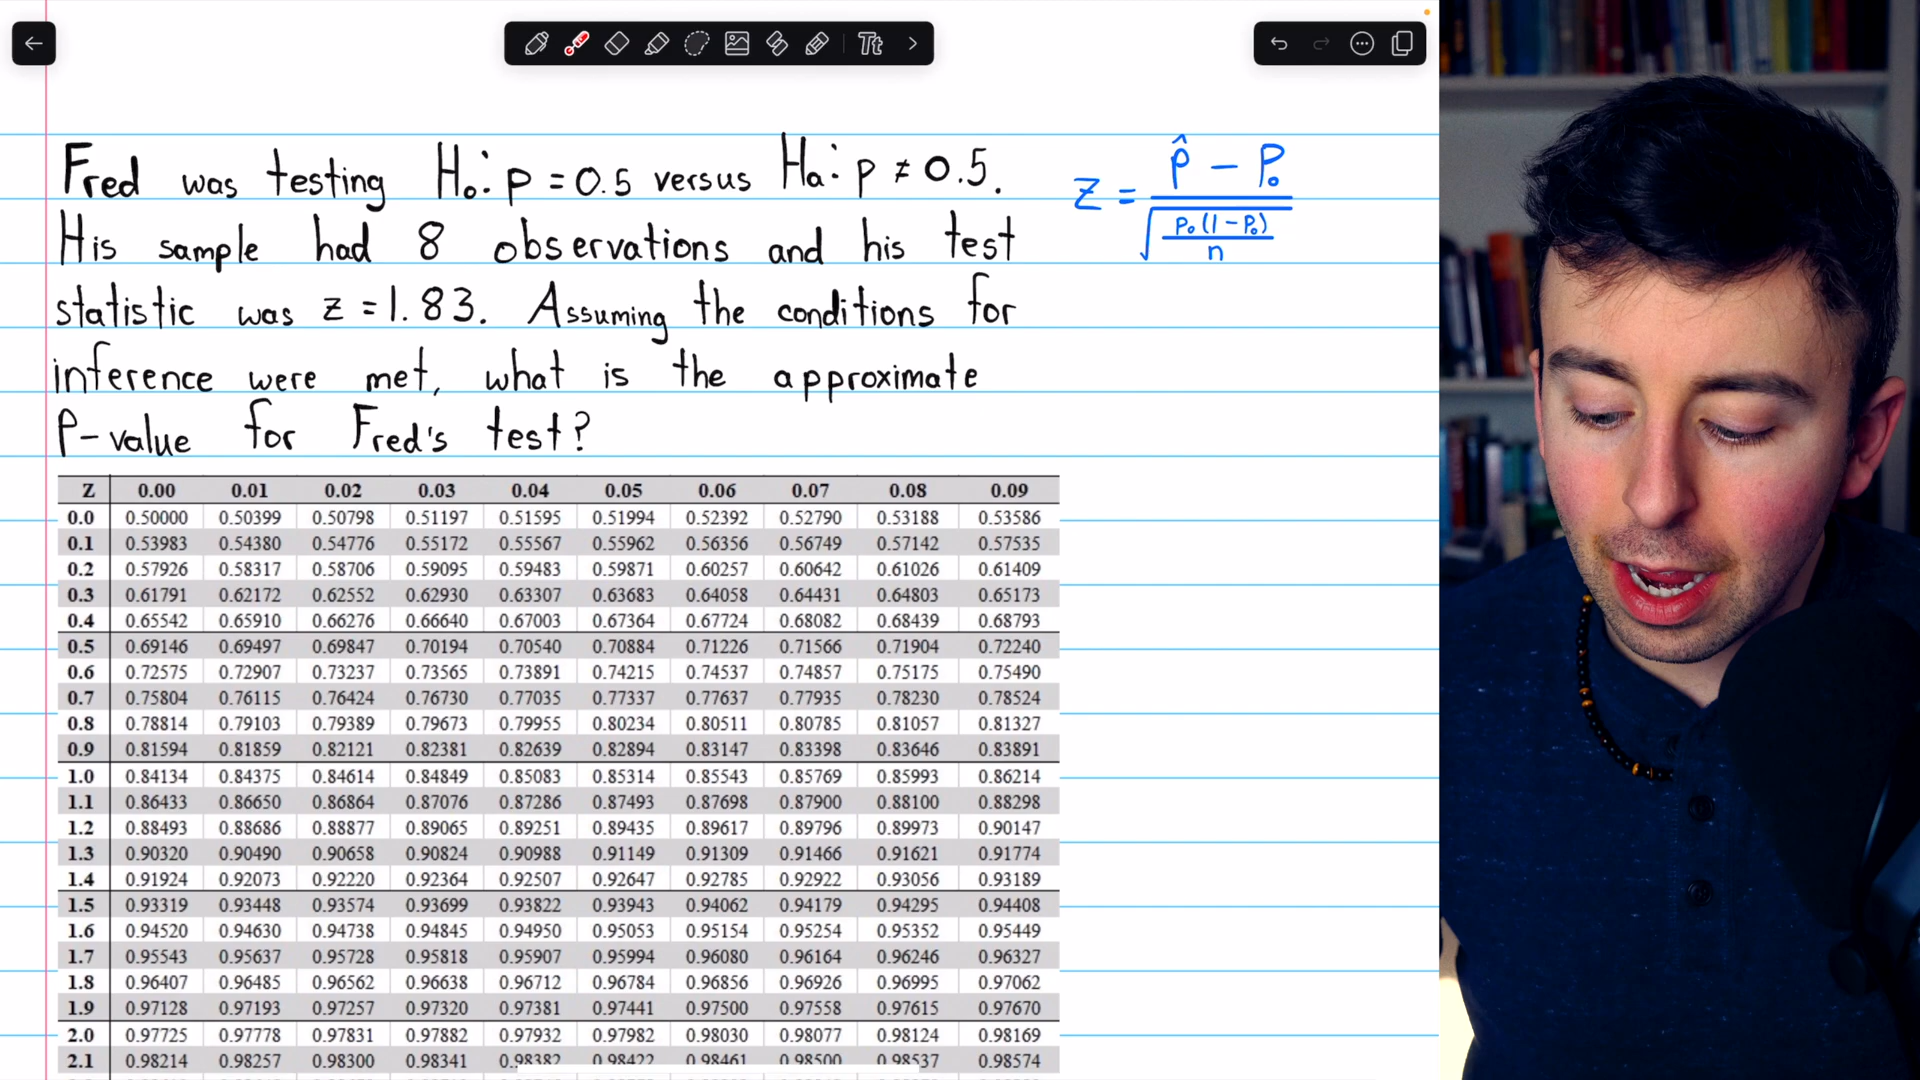 Tt
Fred was testing H₀: p = 0.5 versus Ha: p ≠ 0.5.
His sample had 8 observations and his test
statistic was z = 1.83. Assuming the conditions for
inference were met, what is the approximate
P-value for Fred's test?
z = p̂ - P₀
√ P₀(1-P₀)
n
Z 0.00 0.01 0.02 0.03 0.04 0.05 0.06 0.07 0.08 0.09
0.0 0.50000 0.50399 0.50798 0.51197 0.51595 0.51994 0.52392 0.52790 0.53188 0.53586
0.1 0.53983 0.54380 0.54776 0.55172 0.55567 0.55962 0.56356 0.56749 0.57142 0.57535
0.2 0.57926 0.58317 0.58706 0.59095 0.59483 0.59871 0.60257 0.60642 0.61026 0.61409
0.3 0.61791 0.62172 0.62552 0.62930 0.63307 0.63683 0.64058 0.64431 0.64803 0.65173
0.4 0.65542 0.65910 0.66276 0.66640 0.67003 0.67364 0.67724 0.68082 0.68439 0.68793
0.5 0.69146 0.69497 0.69847 0.70194 0.70540 0.70884 0.71226 0.71566 0.71904 0.72240
0.6 0.72575 0.72907 0.73237 0.73565 0.73891 0.74215 0.74537 0.74857 0.75175 0.75490
0.7 0.75804 0.76115 0.76424 0.76730 0.77035 0.77337 0.77637 0.77935 0.78230 0.78524
0.8 0.78814 0.79103 0.79389 0.79673 0.79955 0.80234 0.80511 0.80785 0.81057 0.81327
0.9 0.81594 0.81859 0.82121 0.82381 0.82639 0.82894 0.83147 0.83398 0.83646 0.83891
1.0 0.84134 0.84375 0.84614 0.84849 0.85083 0.85314 0.85543 0.85769 0.85993 0.86214
1.1 0.86433 0.86650 0.86864 0.87076 0.87286 0.87493 0.87698 0.87900 0.88100 0.88298
1.2 0.88493 0.88686 0.88877 0.89065 0.89251 0.89435 0.89617 0.89796 0.89973 0.90147
1.3 0.90320 0.90490 0.90658 0.90824 0.90988 0.91149 0.91309 0.91466 0.91621 0.91774
1.4 0.91924 0.92073 0.92220 0.92364 0.92507 0.92647 0.92785 0.92922 0.93056 0.93189
1.5 0.93319 0.93448 0.93574 0.93699 0.93822 0.93943 0.94062 0.94179 0.94295 0.94408
1.6 0.94520 0.94630 0.94738 0.94845 0.94950 0.95053 0.95154 0.95254 0.95352 0.95449
1.7 0.95543 0.95637 0.95728 0.95818 0.95907 0.95994 0.96080 0.96164 0.96246 0.96327
1.8 0.96407 0.96485 0.96562 0.96638 0.96712 0.96784 0.96856 0.96926 0.96995 0.97062
1.9 0.97128 0.97193 0.97257 0.97320 0.97381 0.97441 0.97500 0.97558 0.97615 0.97670
2.0 0.97725 0.97778 0.97831 0.97882 0.97932 0.97982 0.98030 0.98077 0.98124 0.98169
2.1 0.98214 0.98257 0.98300 0.98341 0.98382 0.98422 0.98461 0.98500 0.98537 0.98574